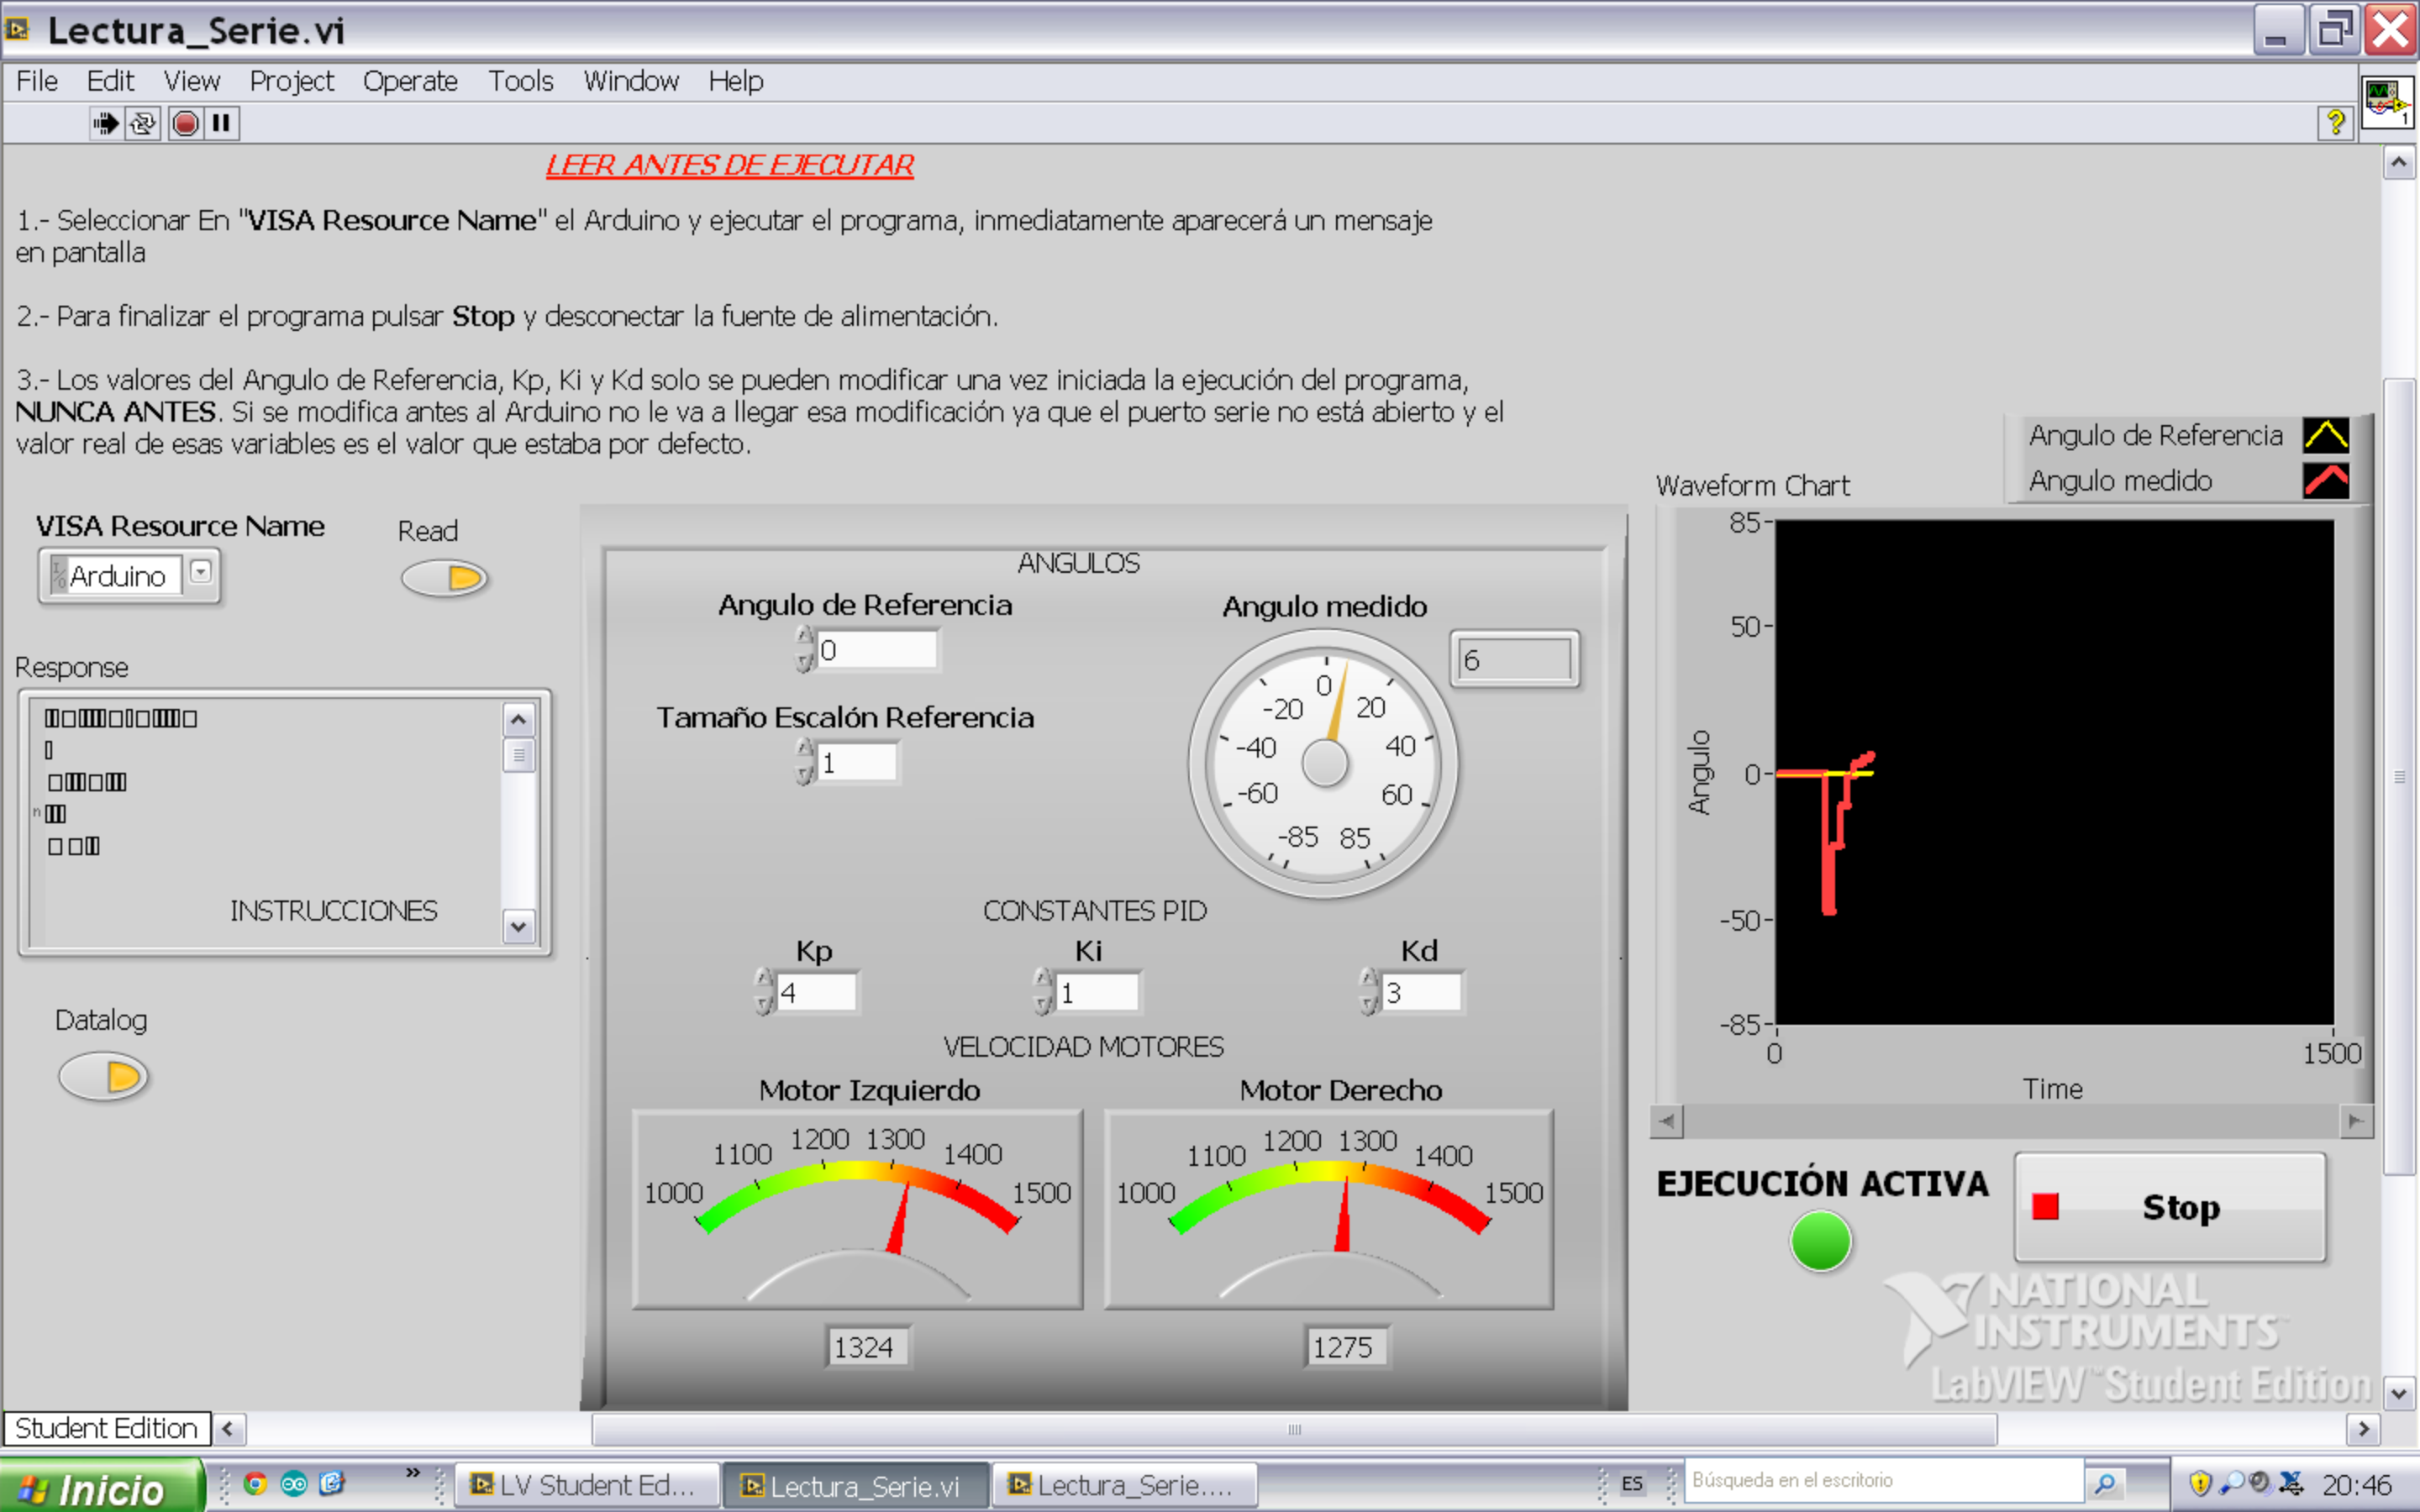 Lectura_Serie.vi
File Edit View Project Operate Tools Window Help
1
LEER ANTES DE EJECUTAR
1.- Seleccionar En "VISA Resource Name" el Arduino y ejecutar el programa, inmediatamente aparecerá un mensaje
en pantalla
2.- Para finalizar el programa pulsar Stop y desconectar la fuente de alimentación.
3.- Los valores del Angulo de Referencia, Kp, Ki y Kd solo se pueden modificar una vez iniciada la ejecución del programa,
NUNCA ANTES. Si se modifica antes al Arduino no le va a llegar esa modificación ya que el puerto serie no está abierto y el
valor real de esas variables es el valor que estaba por defecto.
VISA Resource Name
I/O Arduino
Read
Response
n
INSTRUCCIONES
Datalog
ANGULOS
Angulo de Referencia
0
Tamaño Escalón Referencia
1
Angulo medido
6
0
-20 20
-40 40
-60 60
-85 85
CONSTANTES PID
Kp Ki Kd
4 1 3
VELOCIDAD MOTORES
Motor Izquierdo
1000 1100 1200 1300 1400 1500
1324
Motor Derecho
1000 1100 1200 1300 1400 1500
1275
Angulo de Referencia
Angulo medido
Waveform Chart
85
50
0
-50
-85
Angulo
0 1500
Time
EJECUCIÓN ACTIVA
Stop
NATIONAL
INSTRUMENTS™
LabVIEW™ Student Edition
Student Edition
Inicio
»
LV Student Ed...
Lectura_Serie.vi
Lectura_Serie....
ES
Búsqueda en el escritorio
20:46